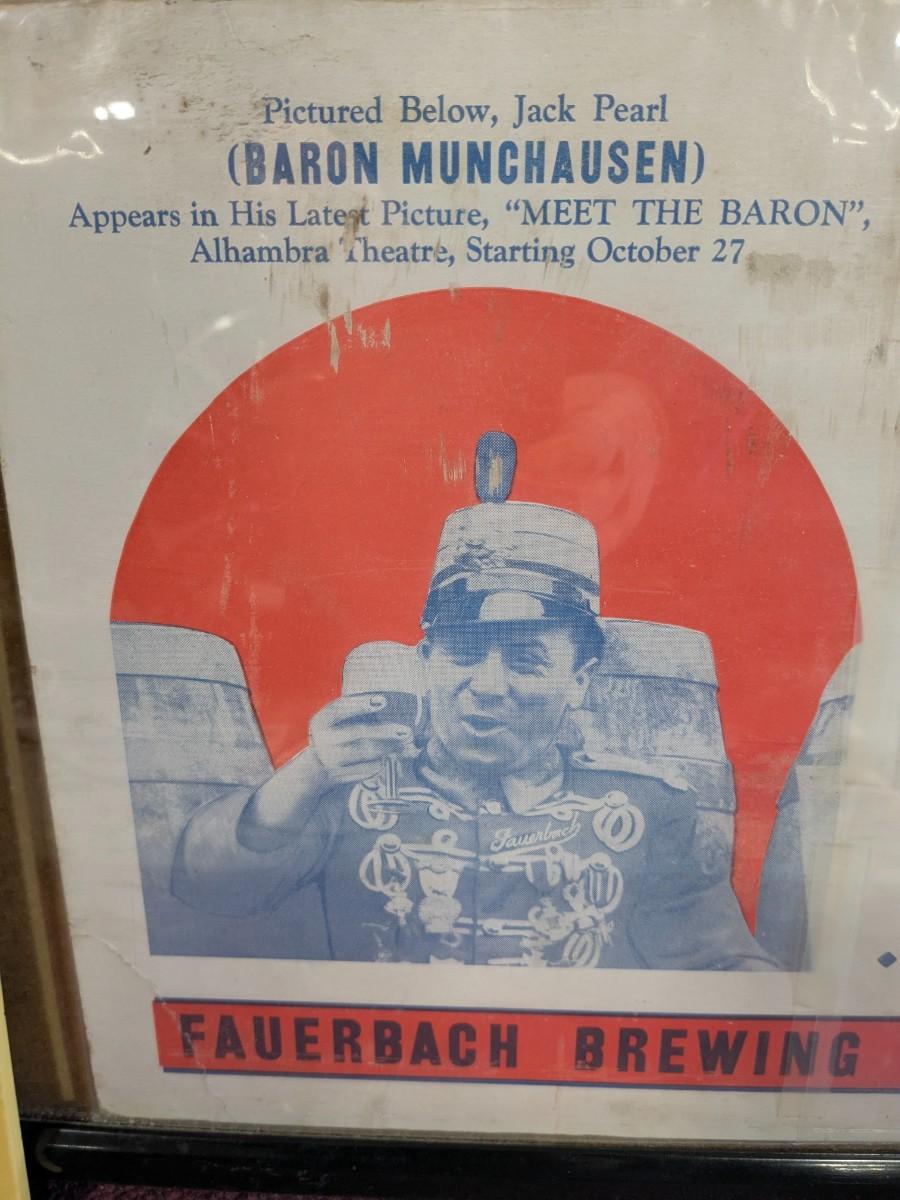 Pictured Below, Jack Pearl
(BARON MUNCHAUSEN)
Appears in His Latest Picture, "MEET THE BARON",
Alhambra Theatre, Starting October 27
Fauerbach
FAUERBACH BREWING